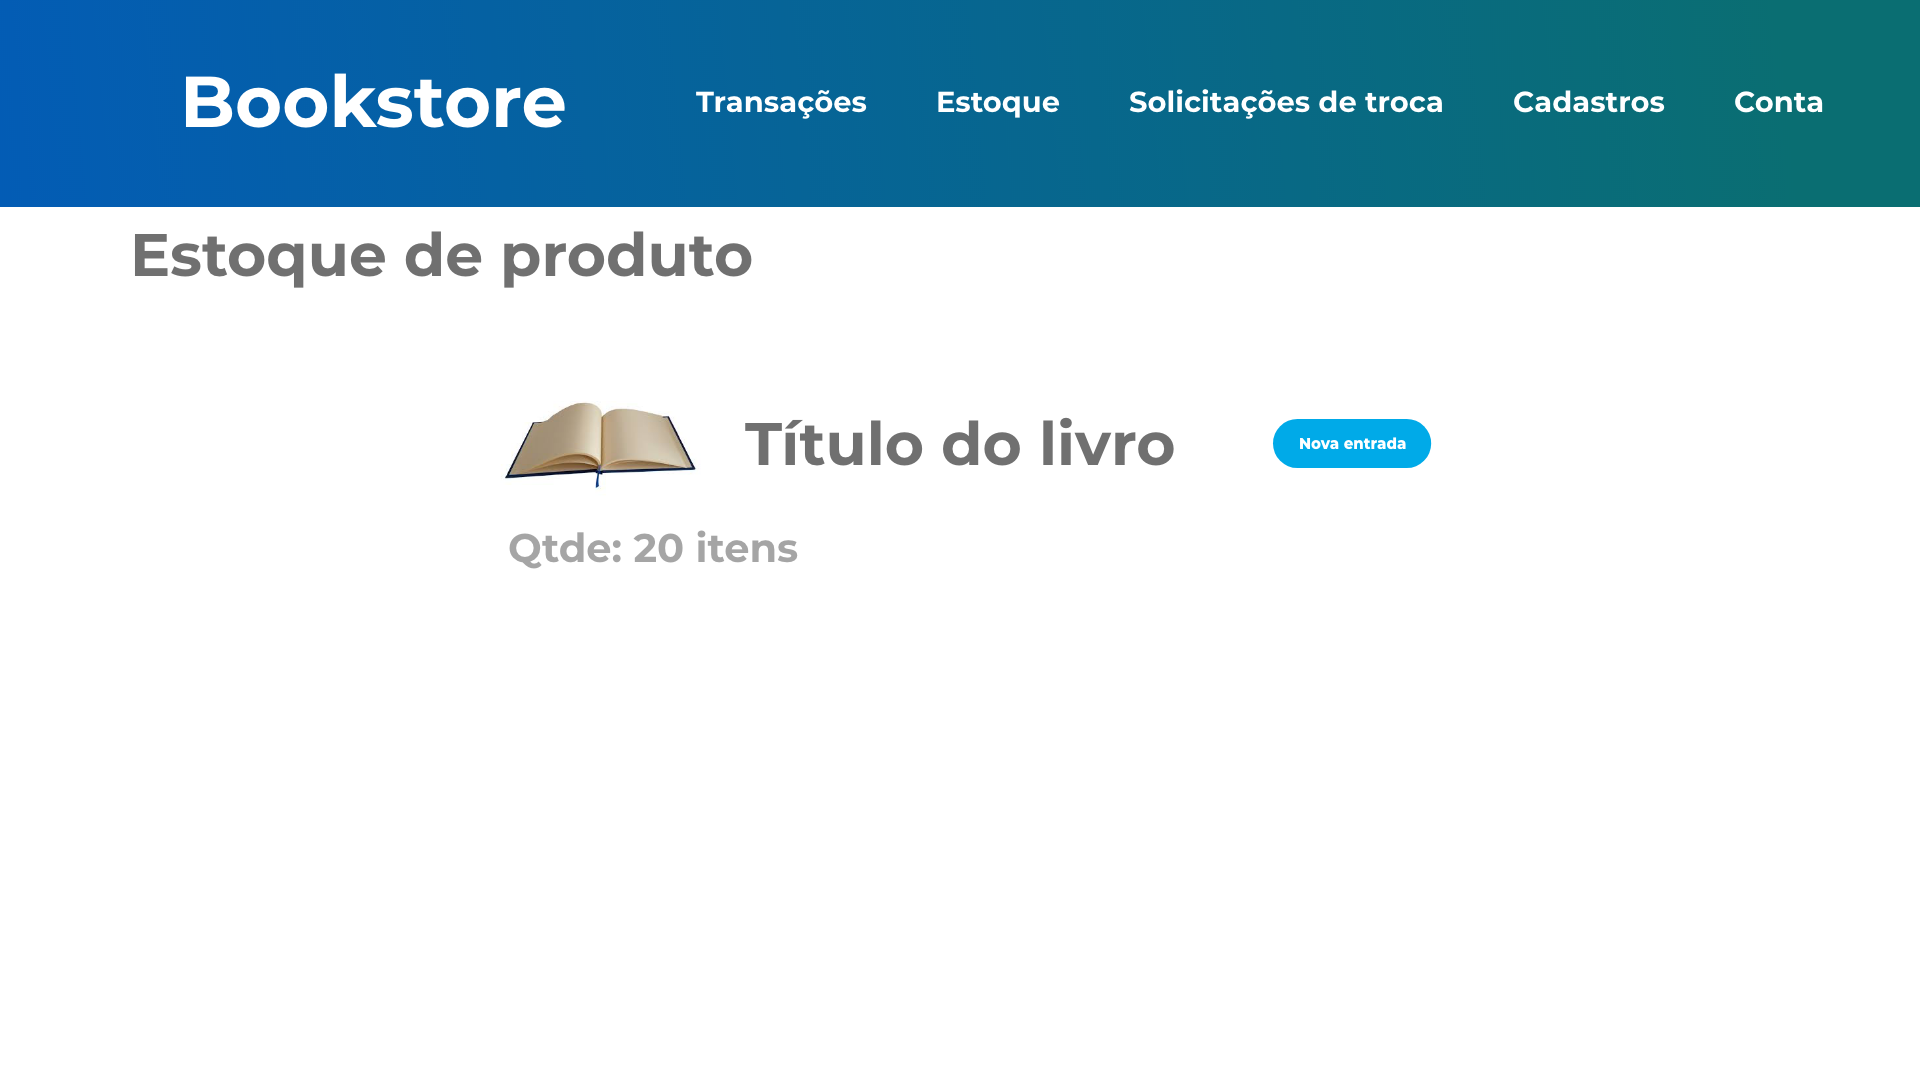 Bookstore
Transações
Estoque
Solicitações de troca
Cadastros
Conta
Estoque de produto
Título do livro
Nova entrada
Qtde: 20 itens